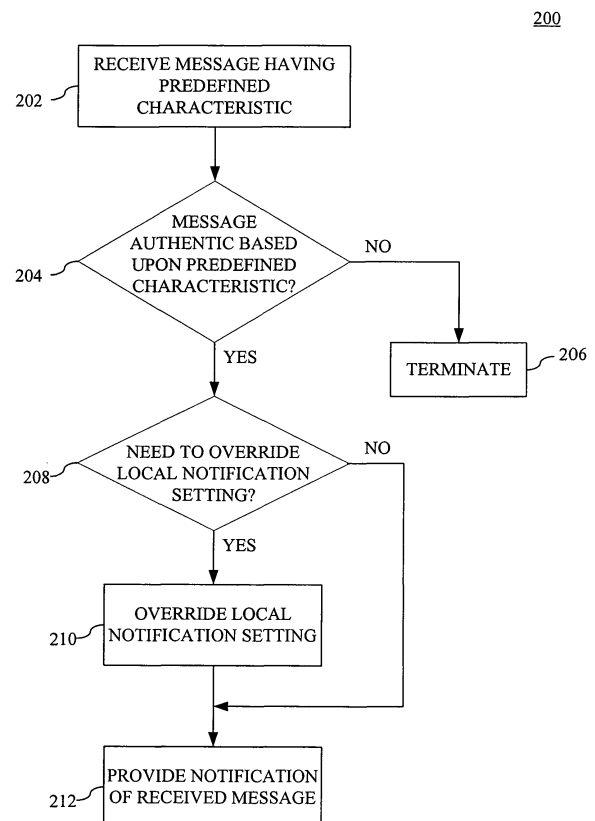 200
RECEIVE MESSAGE HAVING
PREDEFINED
CHARACTERISTIC
202
MESSAGE
AUTHENTIC BASED
UPON PREDEFINED
CHARACTERISTIC?
204
NO
YES
TERMINATE
206
NEED TO OVERRIDE
LOCAL NOTIFICATION
SETTING?
208
NO
YES
OVERRIDE LOCAL
NOTIFICATION SETTING
210
PROVIDE NOTIFICATION
OF RECEIVED MESSAGE
212